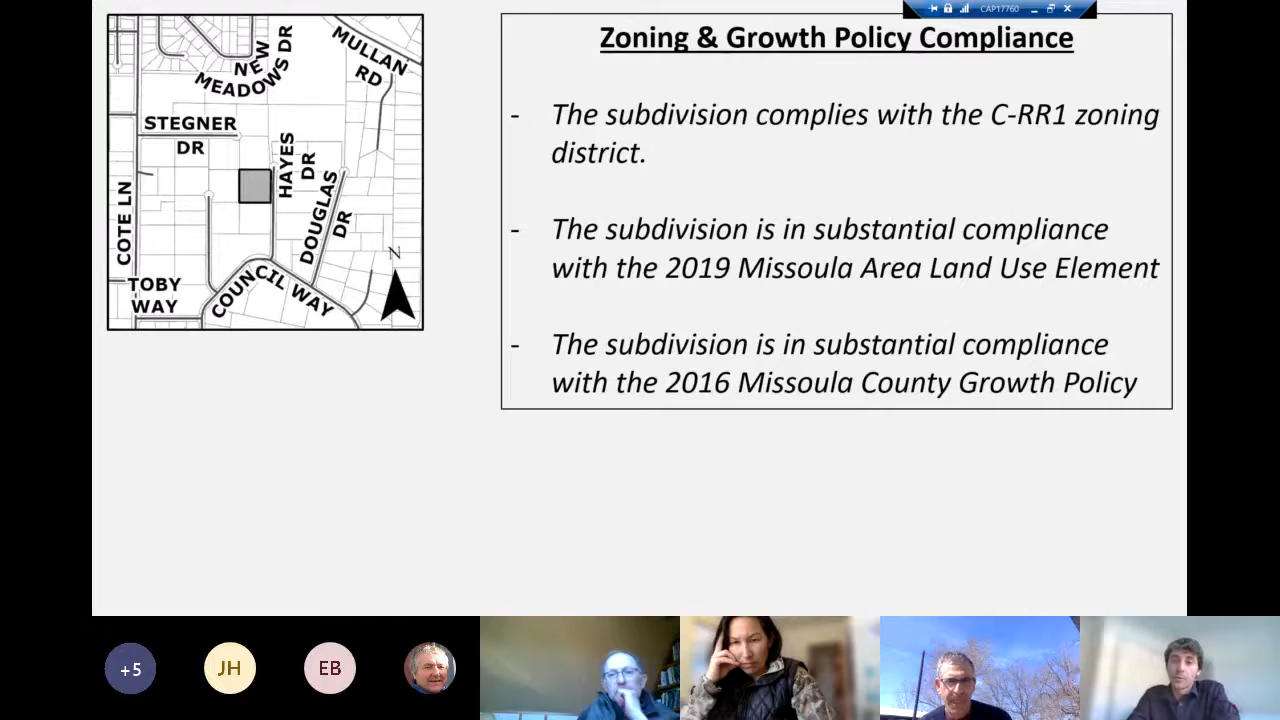 CAP17760
Zoning & Growth Policy Compliance
- The subdivision complies with the C-RR1 zoning
district.
- The subdivision is in substantial compliance
with the 2019 Missoula Area Land Use Element
- The subdivision is in substantial compliance
with the 2016 Missoula County Growth Policy
MULLAN
RD
NEW
MEADOWS DR
STEGNER
DR
HAYES
DR
DOUGLAS
DR
COTE LN
TOBY
WAY
COUNCIL WAY
N
+5
JH
EB